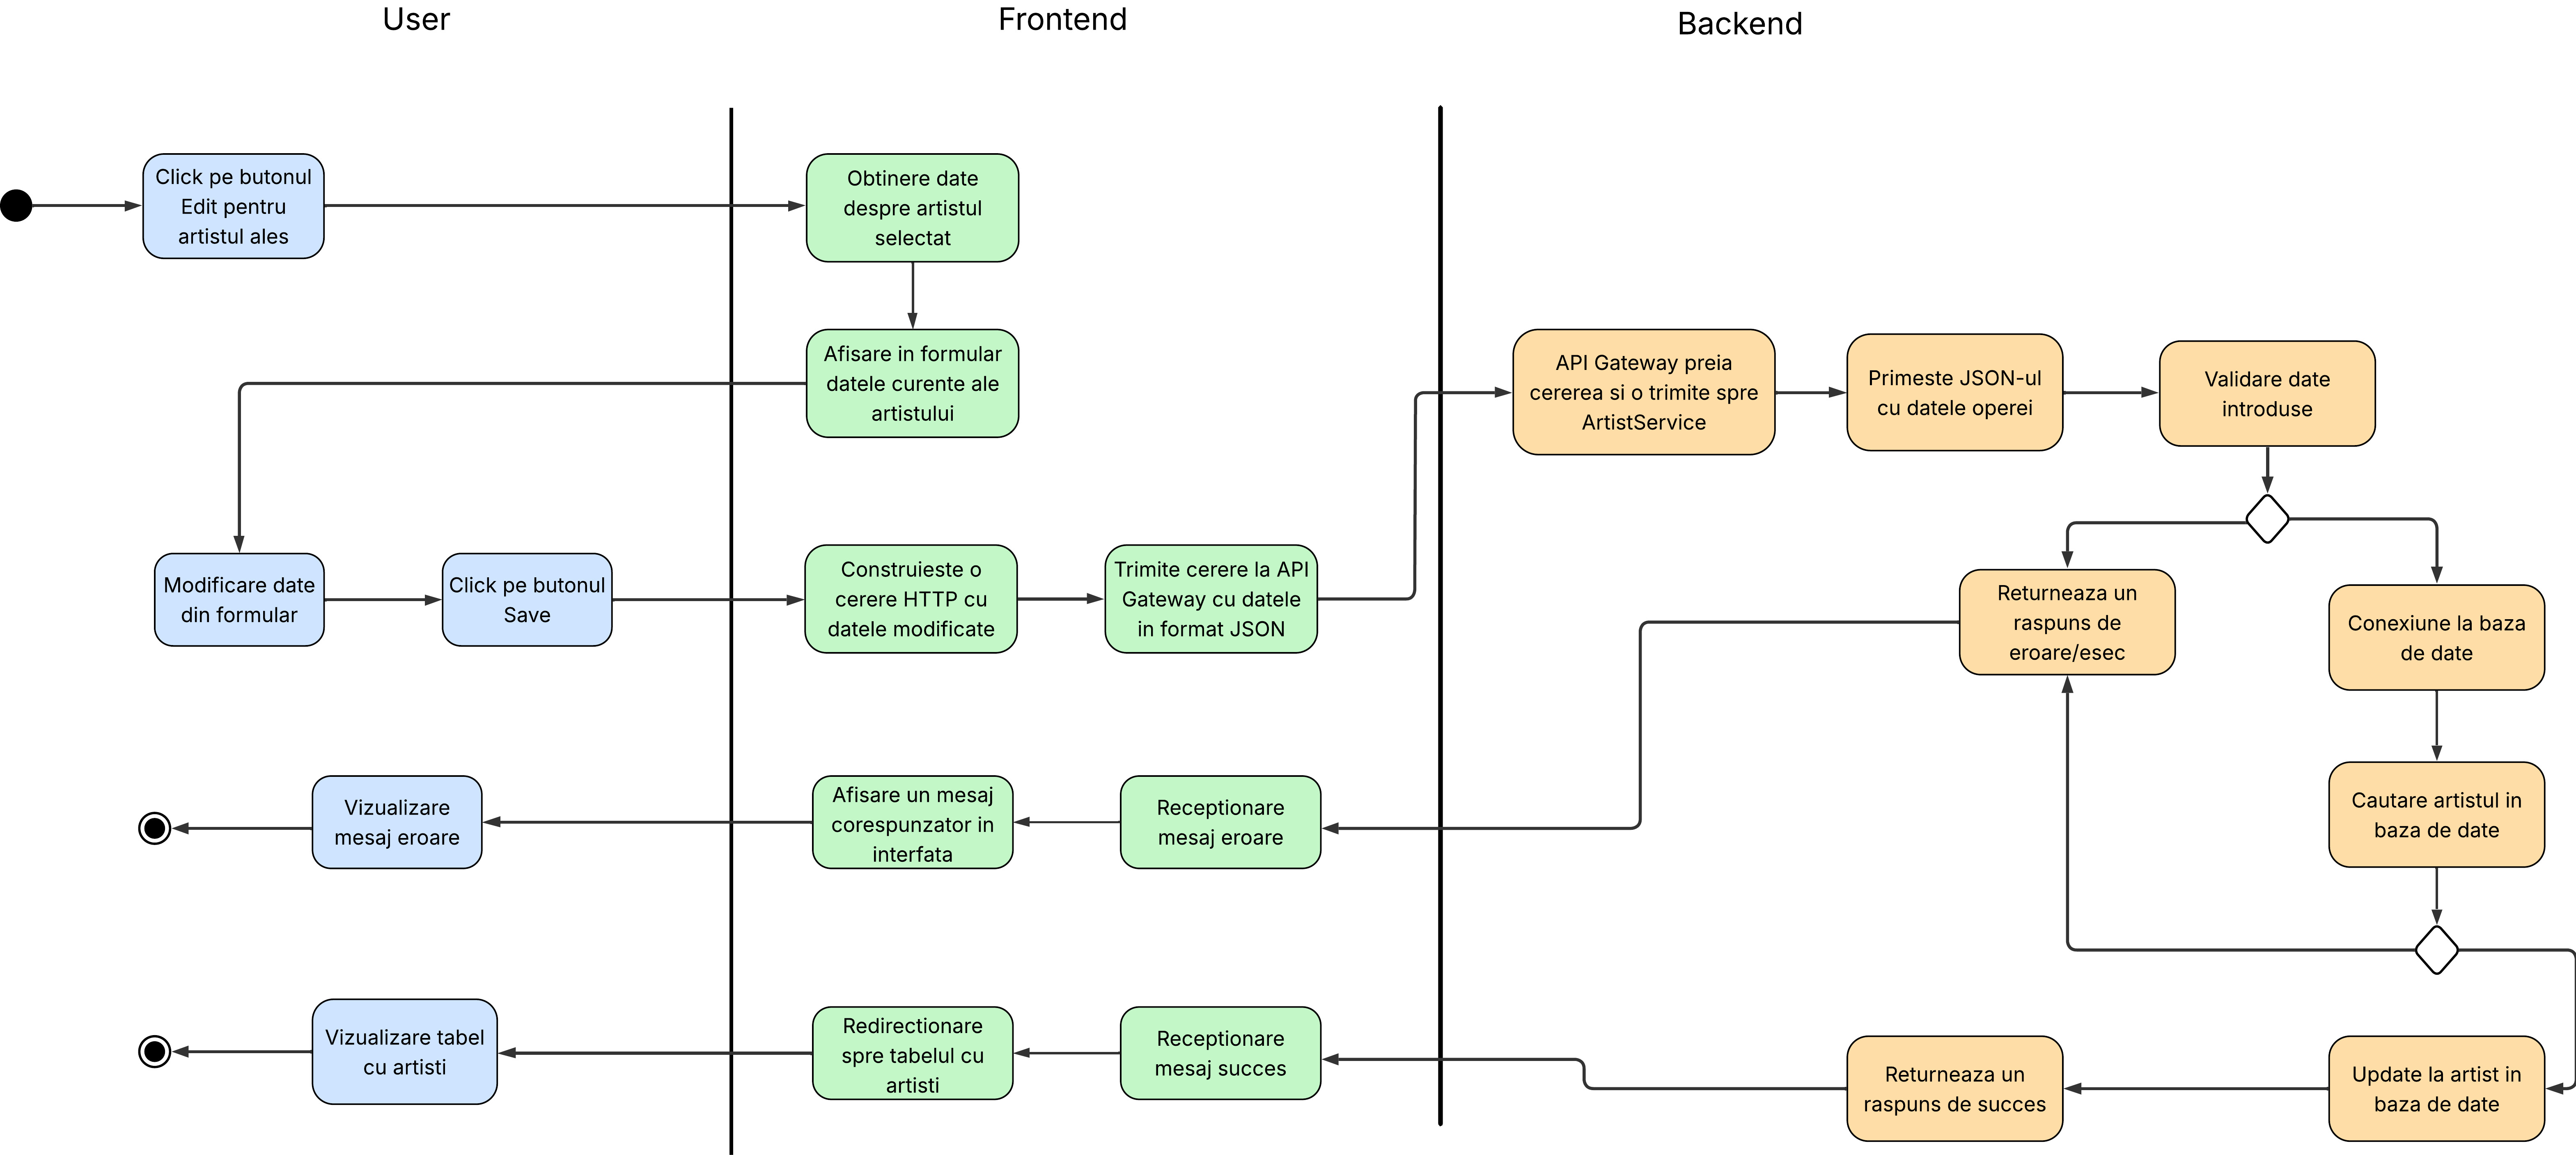 User
Frontend
Backend
Click pe butonul
Edit pentru
artistul ales
Obtinere date
despre artistul
selectat
Afisare in formular
datele curente ale
artistului
API Gateway preia
cererea si o trimite spre
ArtistService
Primeste JSON-ul
cu datele operei
Validare date
introduse
Modificare date
din formular
Click pe butonul
Save
Construieste o
cerere HTTP cu
datele modificate
Trimite cerere la API
Gateway cu datele
in format JSON
Returneaza un
raspuns de
eroare/esec
Conexiune la baza
de date
Vizualizare
mesaj eroare
Afisare un mesaj
corespunzator in
interfata
Receptionare
mesaj eroare
Cautare artistul in
baza de date
Vizualizare tabel
cu artisti
Redirectionare
spre tabelul cu
artisti
Receptionare
mesaj succes
Returneaza un
raspuns de succes
Update la artist in
baza de date